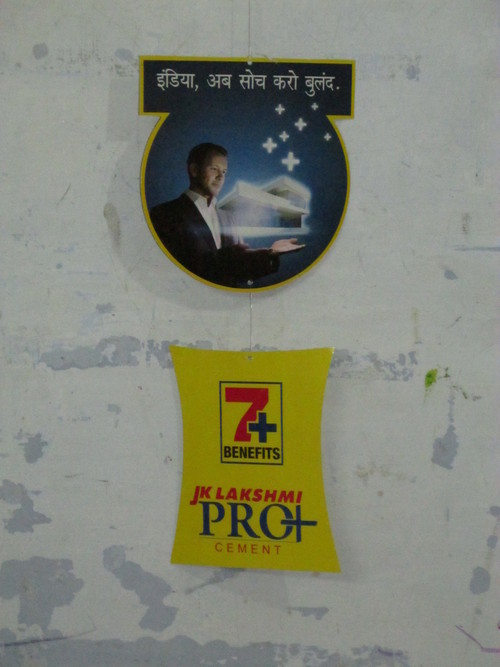 इंडिया, अब सोच करो बुलंद.
7+
BENEFITS
JK LAKSHMI
PRO+
CEMENT